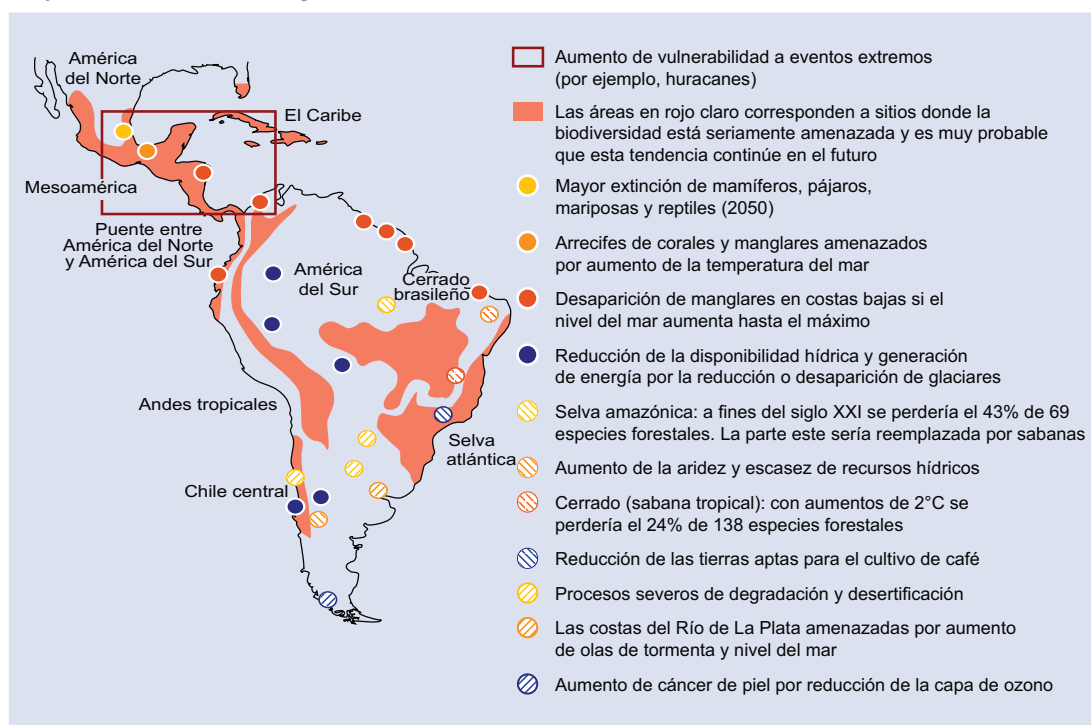 América
del Norte
El Caribe
Mesoamérica
Puente entre
América del Norte
y América del Sur
América
del Sur
Cerrado
brasileño
Andes tropicales
Selva
atlántica
Chile central
Aumento de vulnerabilidad a eventos extremos
(por ejemplo, huracanes)
Las áreas en rojo claro corresponden a sitios donde la
biodiversidad está seriamente amenazada y es muy probable
que esta tendencia continúe en el futuro
Mayor extinción de mamíferos, pájaros,
mariposas y reptiles (2050)
Arrecifes de corales y manglares amenazados
por aumento de la temperatura del mar
Desaparición de manglares en costas bajas si el
nivel del mar aumenta hasta el máximo
Reducción de la disponibilidad hídrica y generación
de energía por la reducción o desaparición de glaciares
Selva amazónica: a fines del siglo XXI se perdería el 43% de 69
especies forestales. La parte este sería reemplazada por sabanas
Aumento de la aridez y escasez de recursos hídricos
Cerrado (sabana tropical): con aumentos de 2°C se
perdería el 24% de 138 especies forestales
Reducción de las tierras aptas para el cultivo de café
Procesos severos de degradación y desertificación
Las costas del Río de La Plata amenazadas por aumento
de olas de tormenta y nivel del mar
Aumento de cáncer de piel por reducción de la capa de ozono